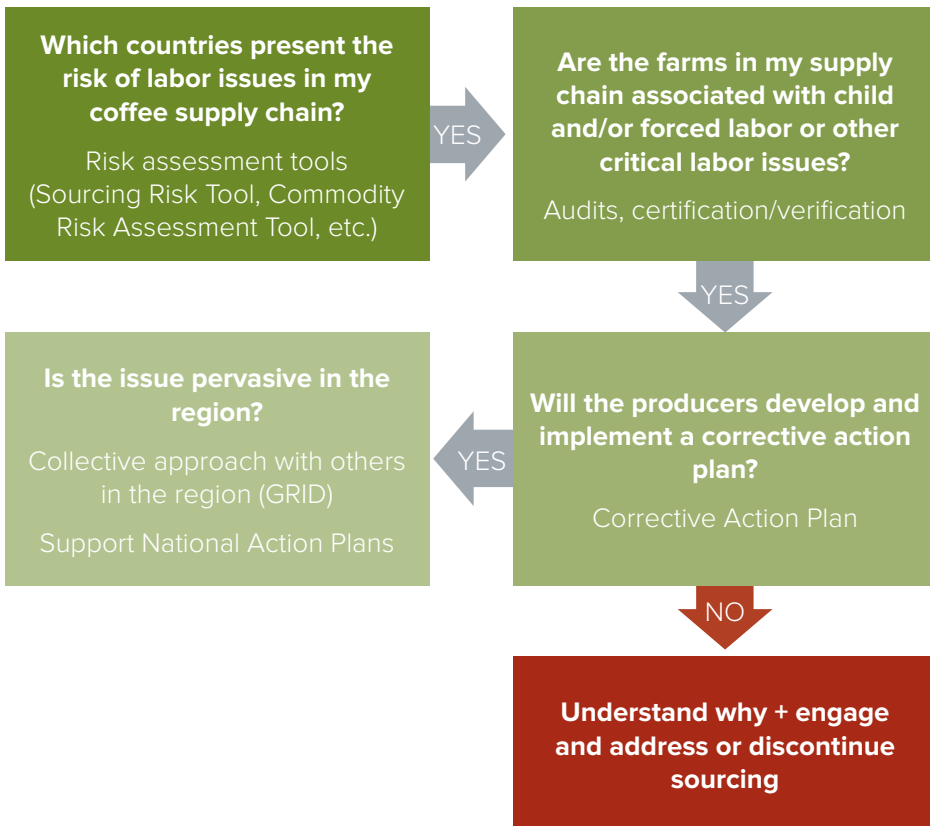 Which countries present the
risk of labor issues in my
coffee supply chain?
Risk assessment tools
(Sourcing Risk Tool, Commodity
Risk Assessment Tool, etc.)
YES
Are the farms in my supply
chain associated with child
and/or forced labor or other
critical labor issues?
Audits, certification/verification
YES
Will the producers develop and
implement a corrective action
plan?
Corrective Action Plan
YES
Is the issue pervasive in the
region?
Collective approach with others
in the region (GRID)
Support National Action Plans
NO
Understand why + engage
and address or discontinue
sourcing